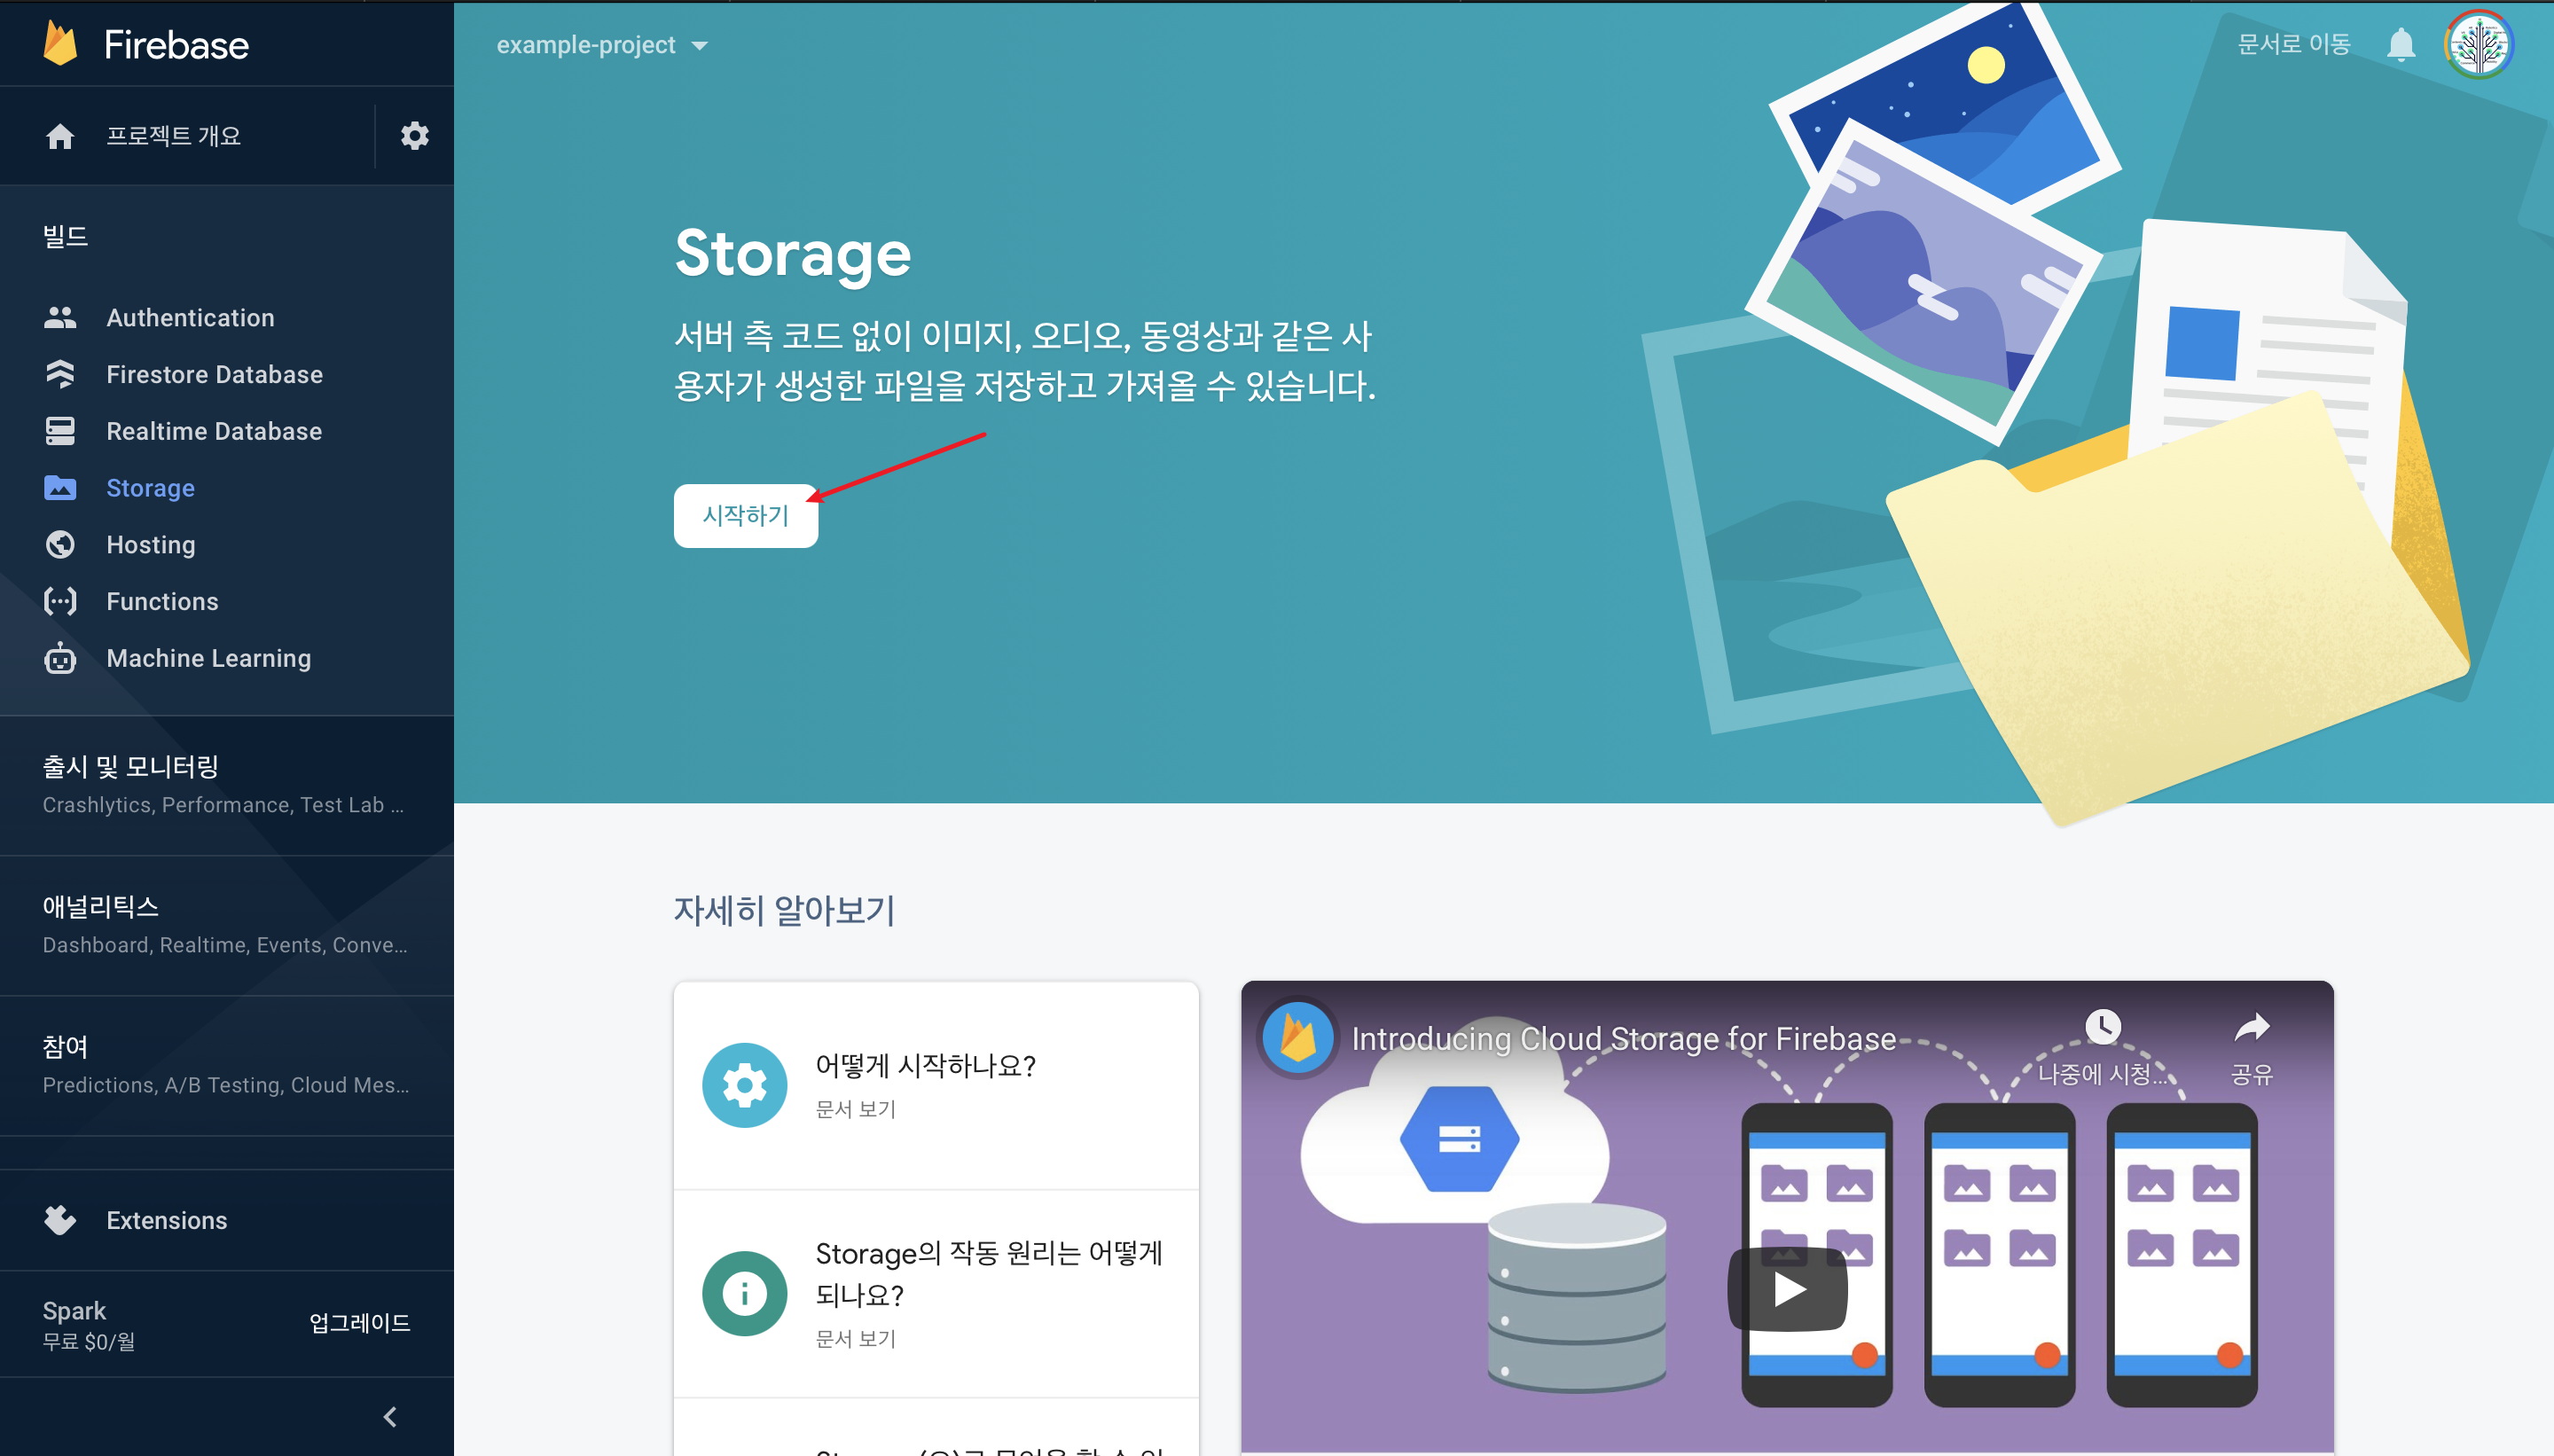 Firebase
프로젝트 개요
빌드
Authentication
Firestore Database
Realtime Database
Storage
Hosting
Functions
Machine Learning
출시 및 모니터링
Crashlytics, Performance, Test Lab ...
애널리틱스
Dashboard, Realtime, Events, Conve...
참여
Predictions, A/B Testing, Cloud Mes...
Extensions
Spark
무료 $0/월
업그레이드
example-project
문서로 이동
Storage
서버 측 코드 없이 이미지, 오디오, 동영상과 같은 사
용자가 생성한 파일을 저장하고 가져올 수 있습니다.
시작하기
자세히 알아보기
어떻게 시작하나요?
문서 보기
Storage의 작동 원리는 어떻게
되나요?
문서 보기
Introducing Cloud Storage for Firebase
나중에 시청...
공유